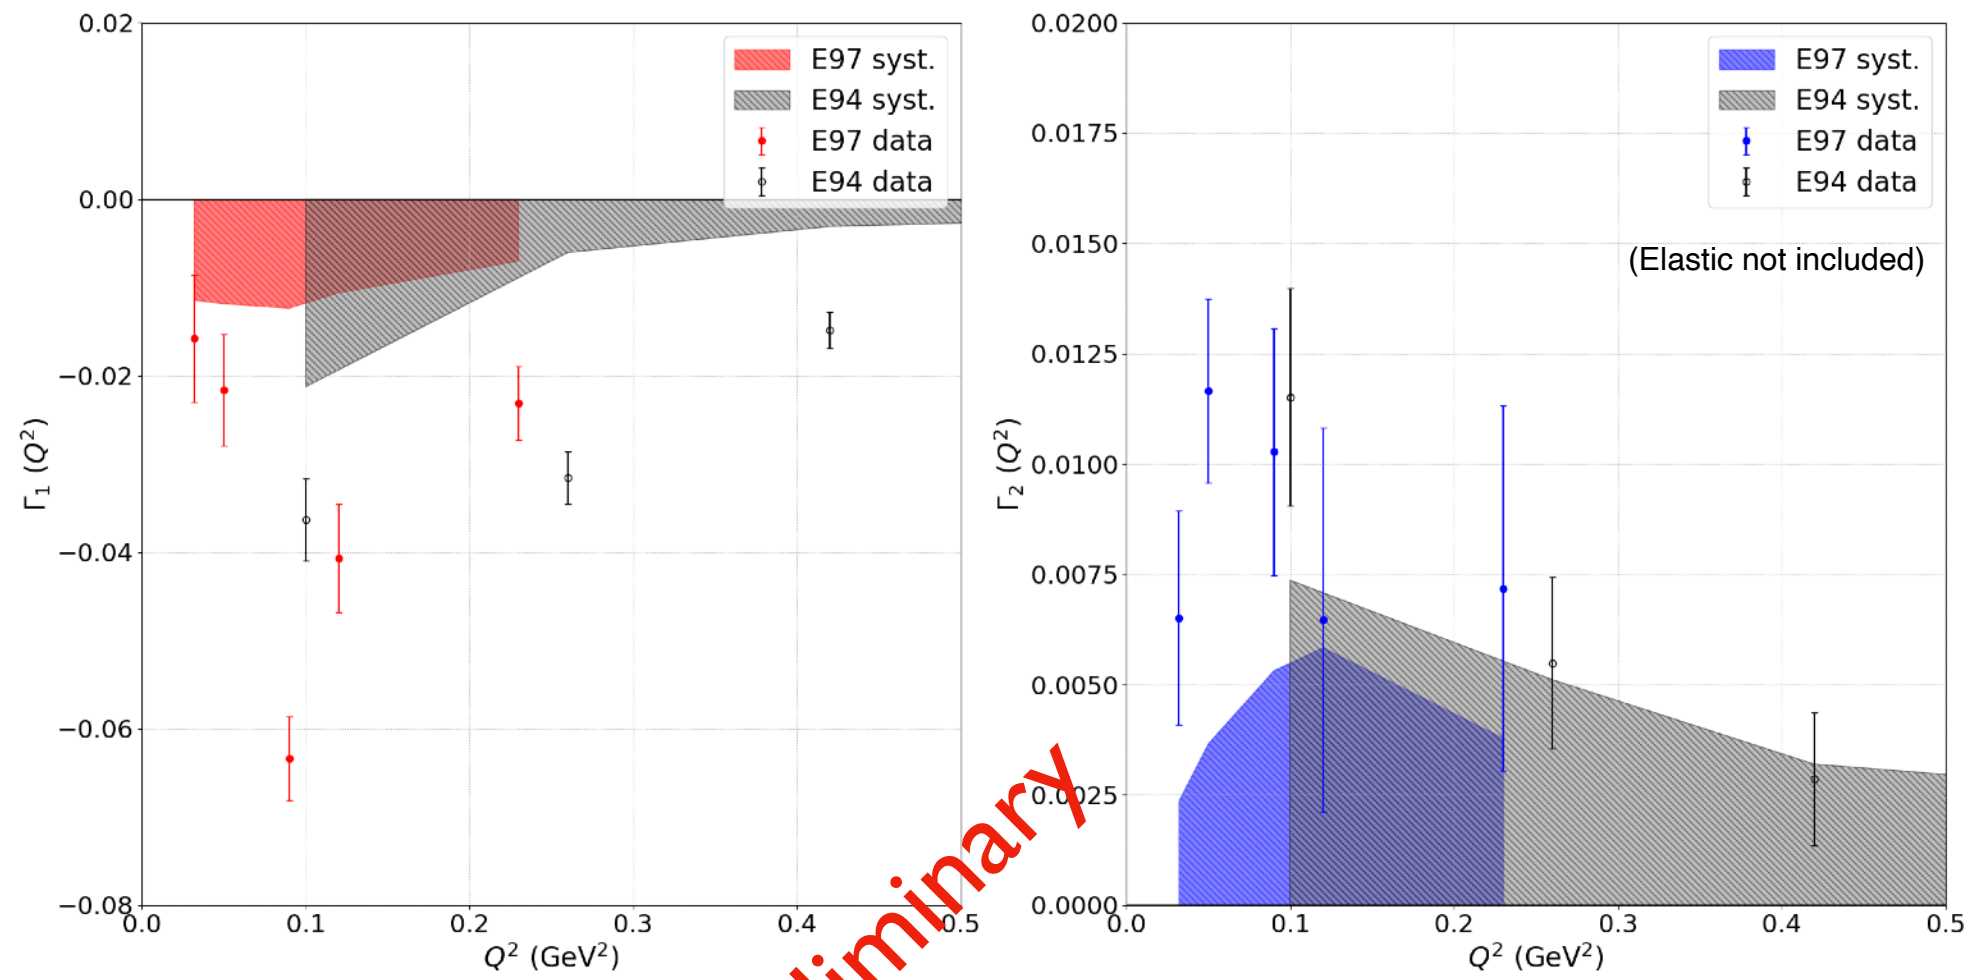 0.02
0.00
−0.02
−0.04
−0.06
−0.08
Γ₁ (Q²)
0.0
0.1
0.2
0.3
0.4
0.5
Q² (GeV²)
E97 syst.
E94 syst.
E97 data
E94 data
0.0200
0.0175
0.0150
0.0125
0.0100
0.0075
0.0050
0.0025
0.0000
Γ₂ (Q²)
0.0
0.1
0.2
0.3
0.4
0.5
Q² (GeV²)
E97 syst.
E94 syst.
E97 data
E94 data
(Elastic not included)
liminary